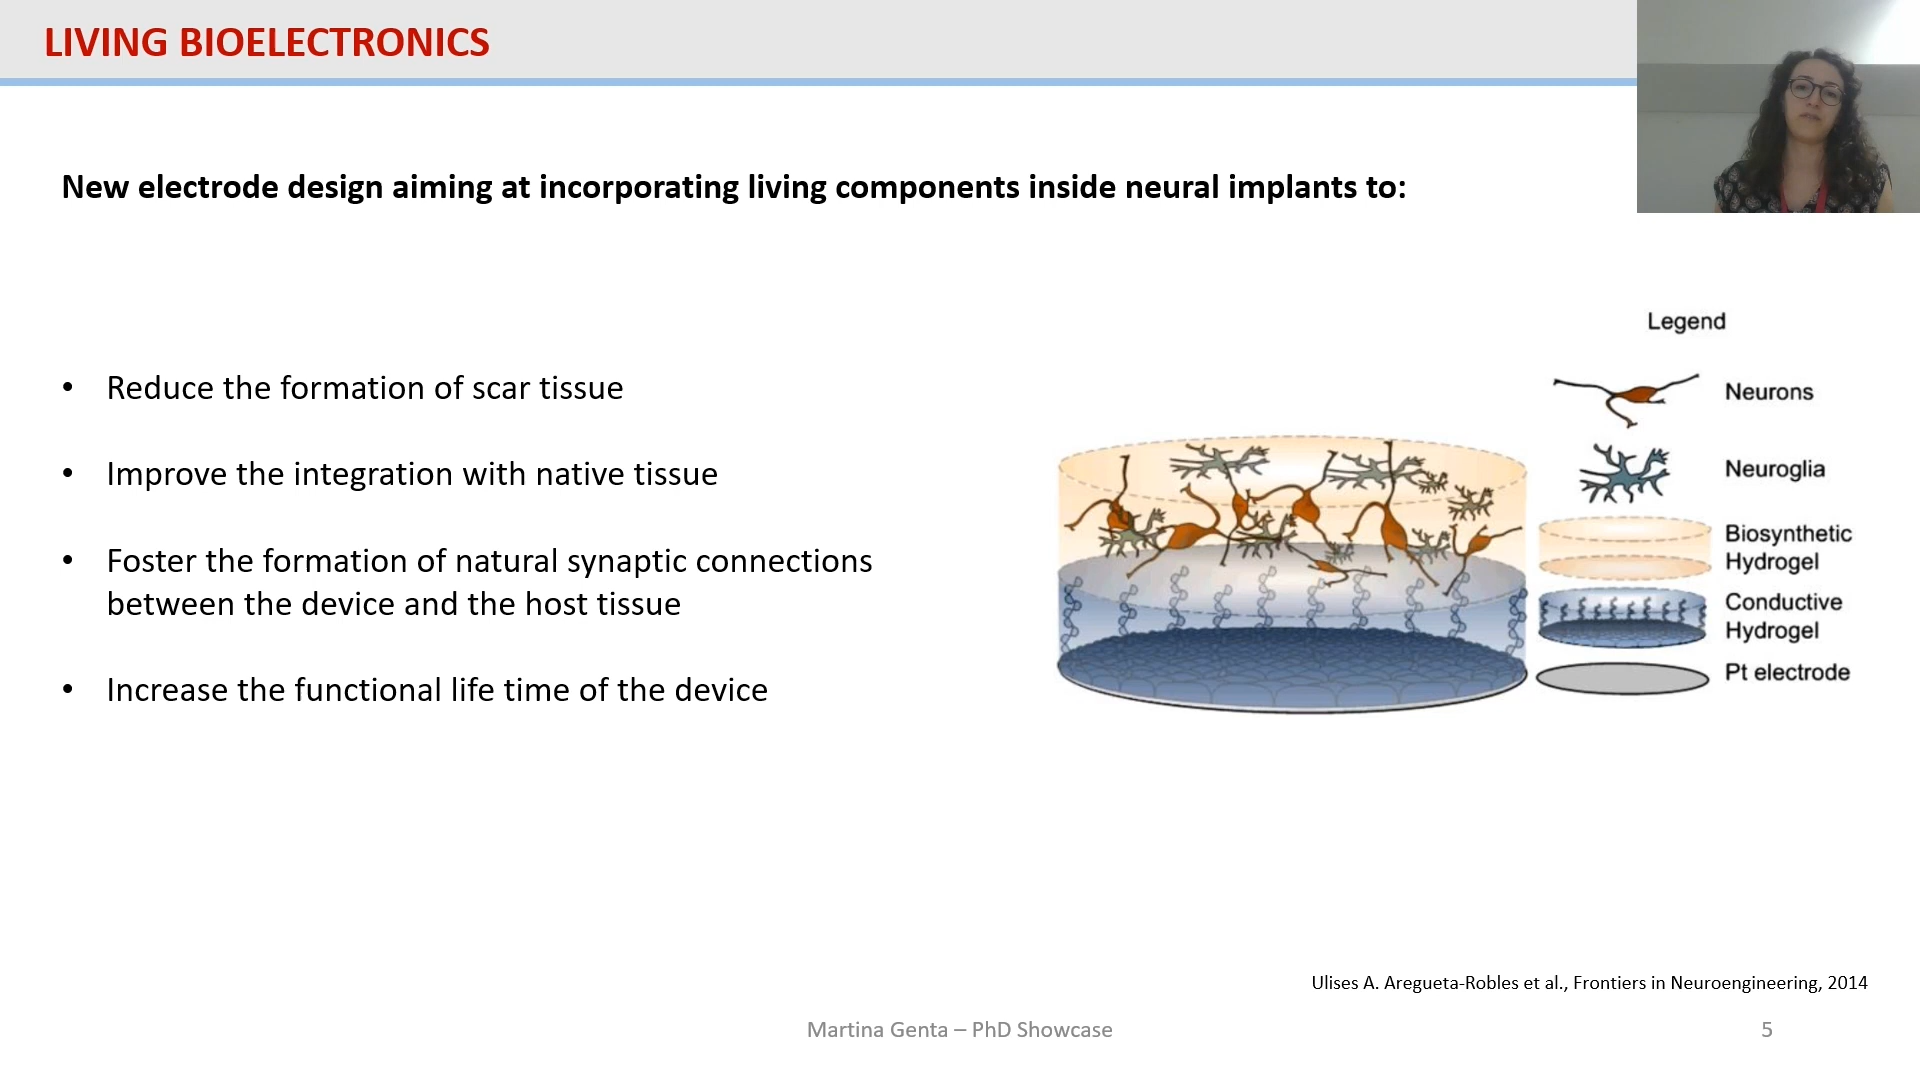 LIVING BIOELECTRONICS
New electrode design aiming at incorporating living components inside neural implants to:
• Reduce the formation of scar tissue
• Improve the integration with native tissue
• Foster the formation of natural synaptic connections
between the device and the host tissue
• Increase the functional life time of the device
Legend
Neurons
Neuroglia
Biosynthetic
Hydrogel
Conductive
Hydrogel
Pt electrode
Ulises A. Aregueta-Robles et al., Frontiers in Neuroengineering, 2014
Martina Genta – PhD Showcase
5